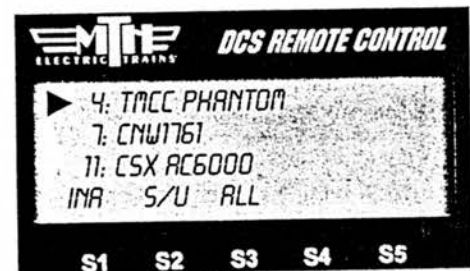 MTH DCS REMOTE CONTROL
ELECTRIC TRAINS
4: TMCC PHANTOM
7: CNW1761
11: CSX AC6000
INA S/U ALL
S1 S2 S3 S4 S5